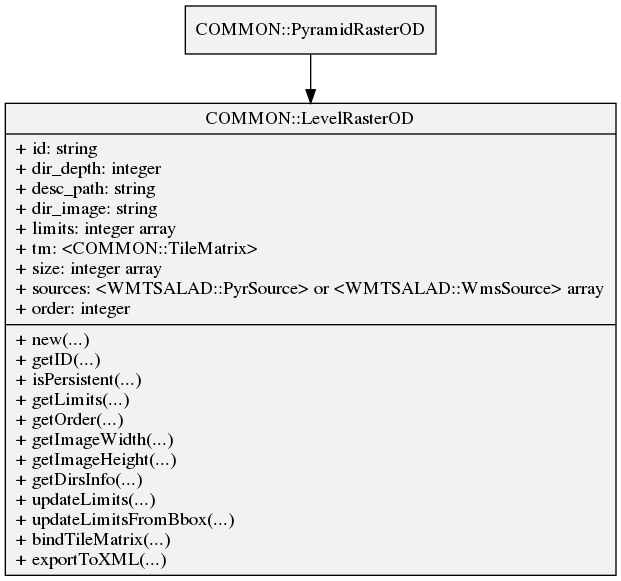 COMMON::PyramidRasterOD
COMMON::LevelRasterOD
+ id: string
+ dir_depth: integer
+ desc_path: string
+ dir_image: string
+ limits: integer array
+ tm: <COMMON::TileMatrix>
+ size: integer array
+ sources: <WMTSALAD::PyrSource> or <WMTSALAD::WmsSource> array
+ order: integer
+ new(...)
+ getID(...)
+ isPersistent(...)
+ getLimits(...)
+ getOrder(...)
+ getImageWidth(...)
+ getImageHeight(...)
+ getDirsInfo(...)
+ updateLimits(...)
+ updateLimitsFromBbox(...)
+ bindTileMatrix(...)
+ exportToXML(...)